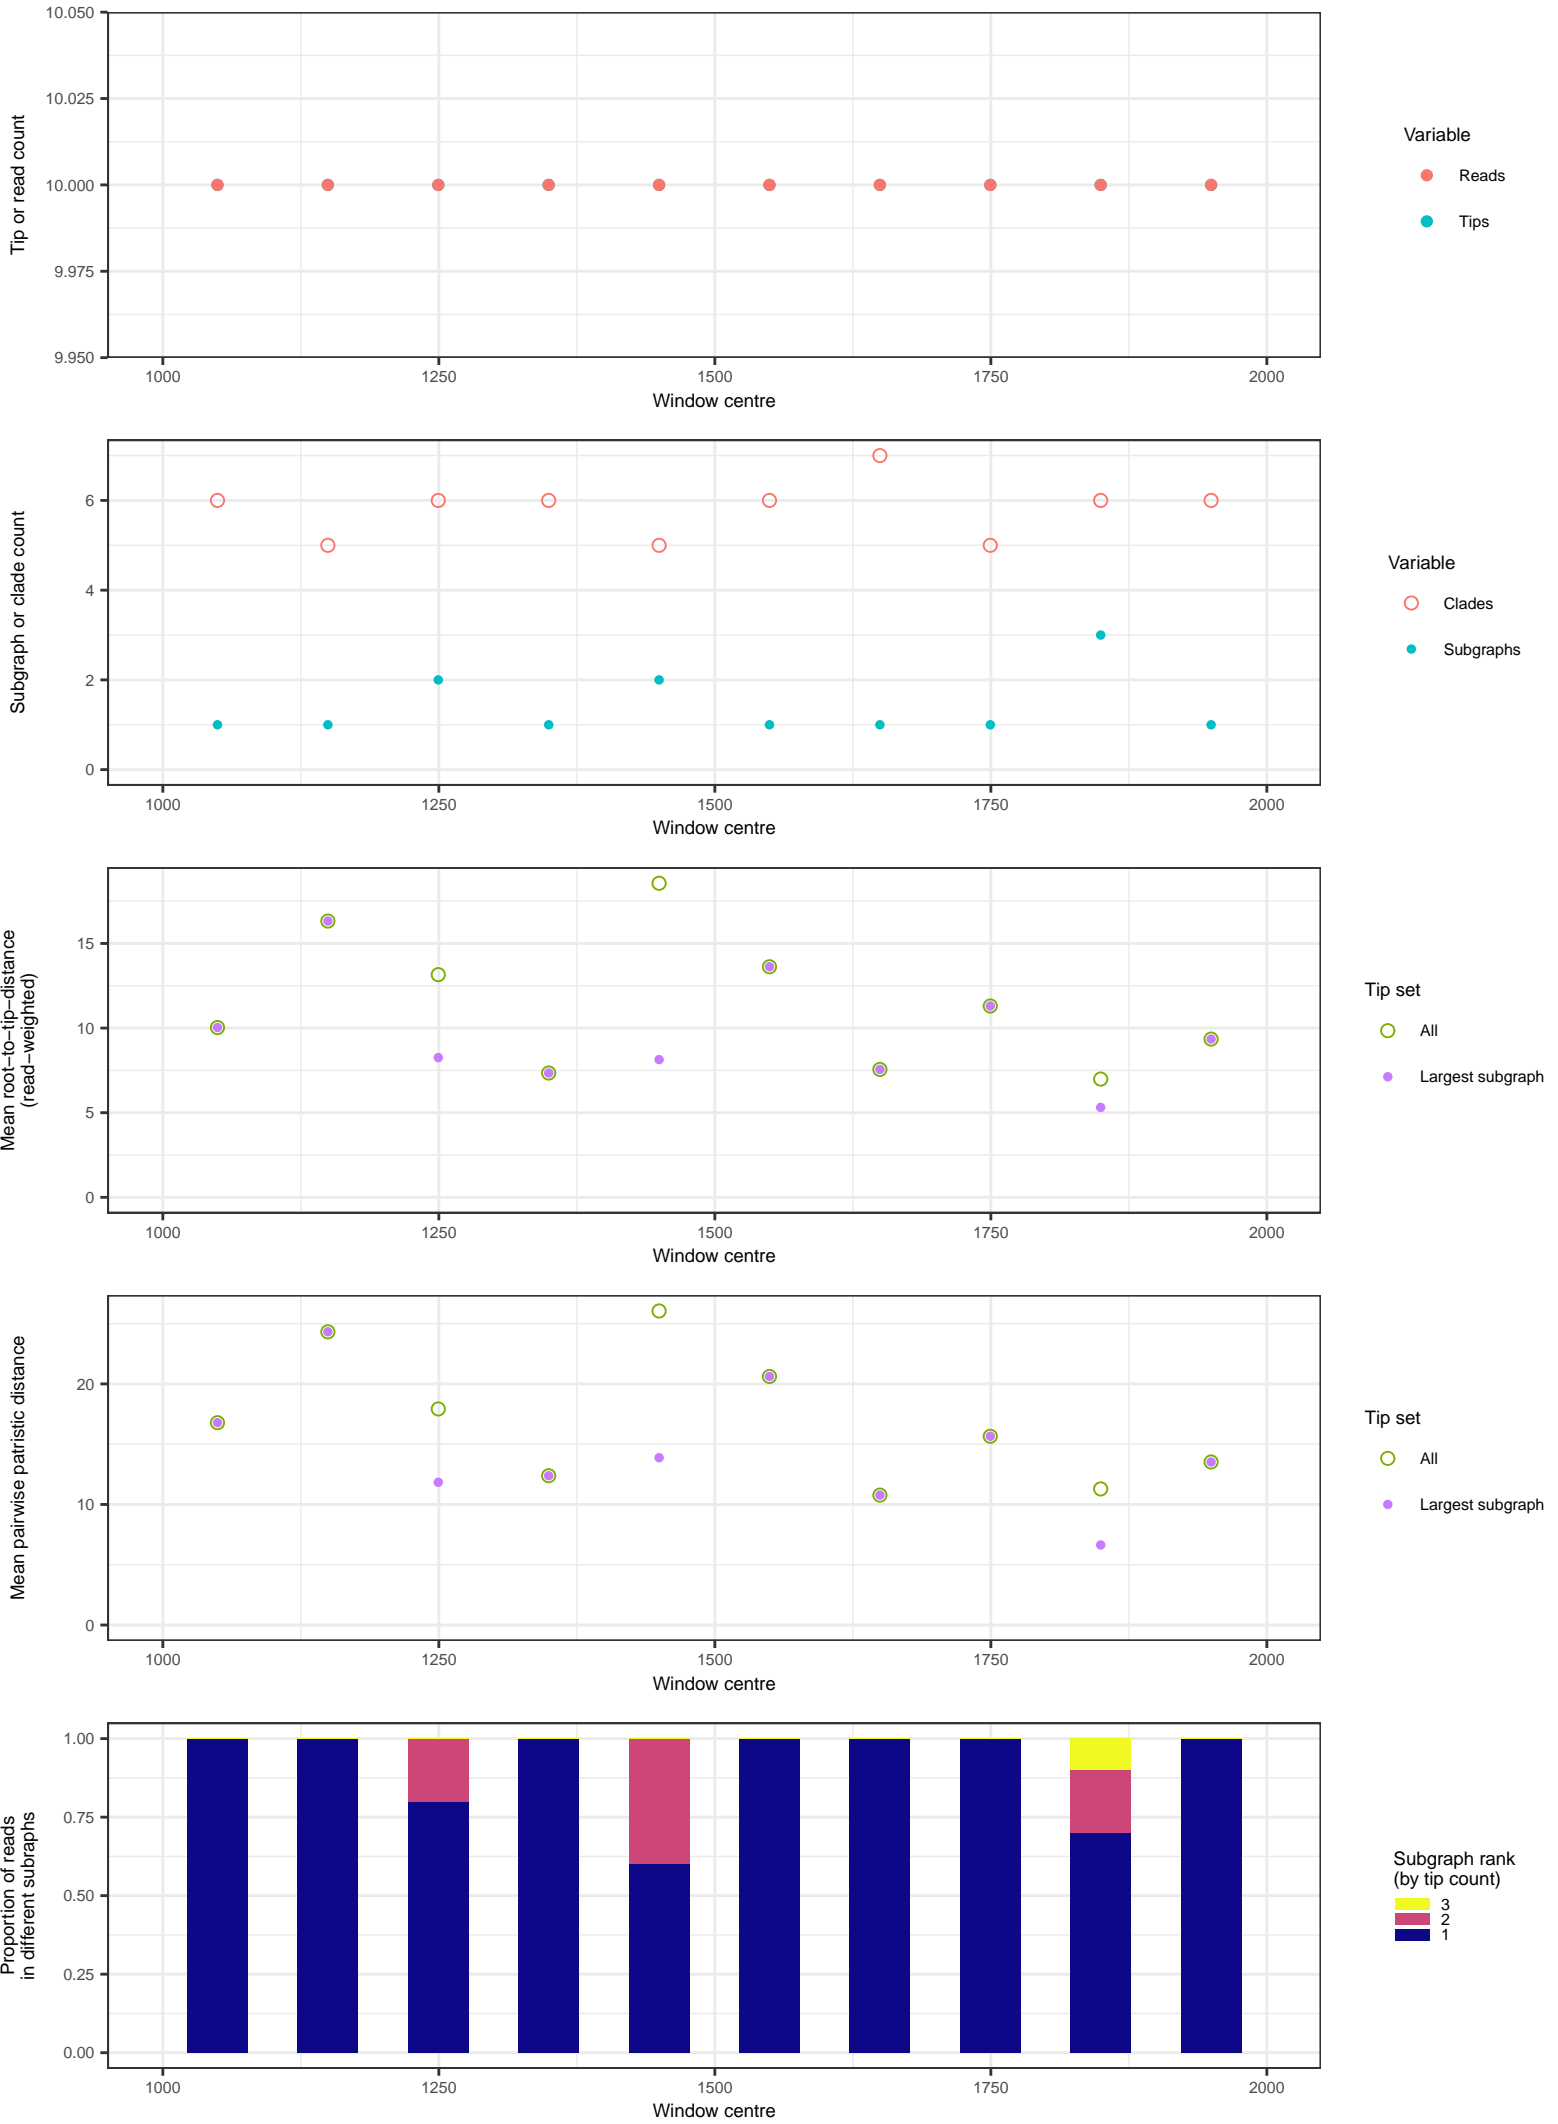 10.050
10.025
10.000
9.975
9.950
Tip or read count
1000 1250 1500 1750 2000
Window centre
Variable
Reads
Tips
6
4
2
0
Subgraph or clade count
1000 1250 1500 1750 2000
Window centre
Variable
Clades
Subgraphs
15
10
5
0
Mean root−to−tip−distance
(read−weighted)
1000 1250 1500 1750 2000
Window centre
Tip set
All
Largest subgraph
20
10
0
Mean pairwise patristic distance
1000 1250 1500 1750 2000
Window centre
Tip set
All
Largest subgraph
1.00
0.75
0.50
0.25
0.00
Proportion of reads
in different subraphs
1000 1250 1500 1750 2000
Window centre
Subgraph rank
(by tip count)
3
2
1